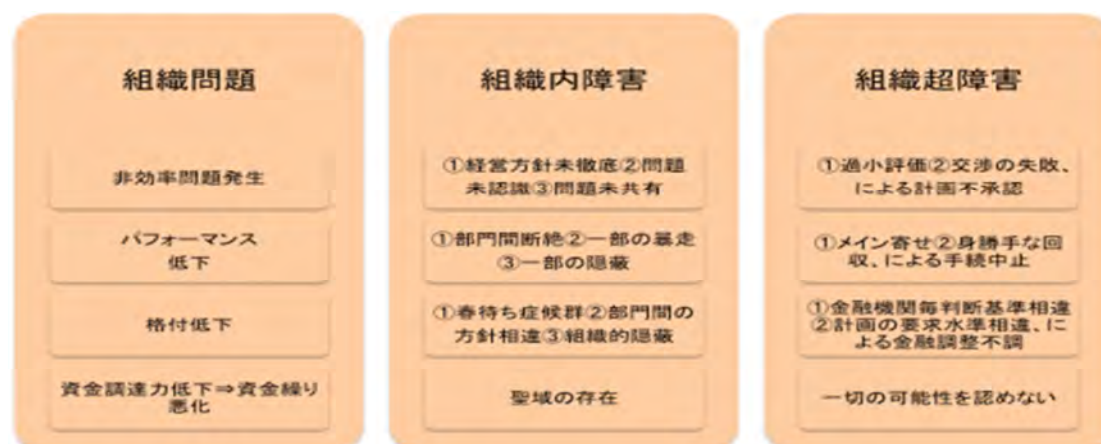 組織問題
非効率問題発生
パフォーマンス
低下
格付低下
資金調達力低下⇒資金繰り
悪化
組織内障害
①経営方針未徹底②問題
未認識③問題未共有
①部門間断絶②一部の暴走
③一部の隠蔽
①春待ち症候群②部門間の
方針相違③組織的隠蔽
聖域の存在
組織超障害
①過小評価②交渉の失敗、
による計画不承認
①メイン寄せ②身勝手な回
収、による手続中止
①金融機関毎判断基準相違
②計画の要求水準相違、に
よる金融調整不調
一切の可能性を認めない